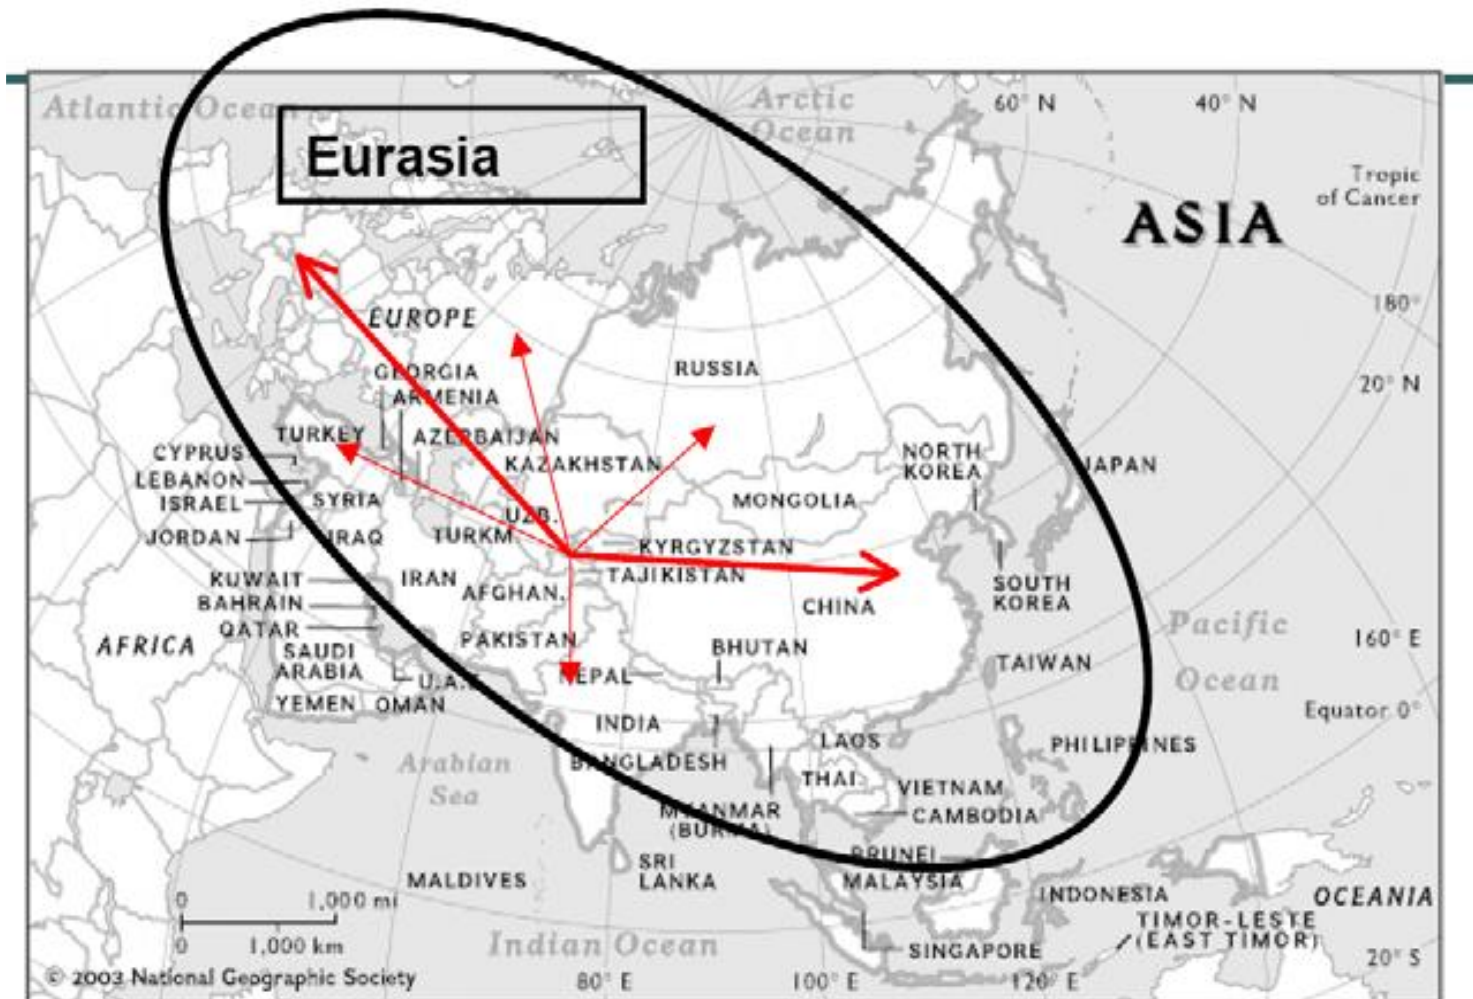 Atlantic Ocean
Arctic
Ocean
60° N
40° N
Eurasia
Tropic
of Cancer
ASIA
180°
EUROPE
RUSSIA
GEORGIA
ARMENIA
20° N
TURKEY
AZERBAIJAN
CYPRUS
KAZAKHSTAN
NORTH
KOREA
JAPAN
LEBANON
ISRAEL
SYRIA
MONGOLIA
UZB.
JORDAN
IRAQ
TURKM.
KYRGYZSTAN
KUWAIT
IRAN
AFGHAN.
TAJIKISTAN
SOUTH
KOREA
BAHRAIN
CHINA
QATAR
AFRICA
PAKISTAN
BHUTAN
Pacific
Ocean
160° E
SAUDI
ARABIA
U.A.E.
NEPAL
TAIWAN
YEMEN
OMAN
INDIA
Equator 0°
LAOS
PHILIPPINES
Arabian
Sea
BANGLADESH
THAI.
VIETNAM
MYANMAR
(BURMA)
CAMBODIA
BRUNEI
SRI
LANKA
MALDIVES
MALAYSIA
INDONESIA
OCEANIA
0
1,000 mi
TIMOR-LESTE
(EAST TIMOR)
0
1,000 km
Indian Ocean
SINGAPORE
20° S
© 2003 National Geographic Society
80° E
100° E
120° E